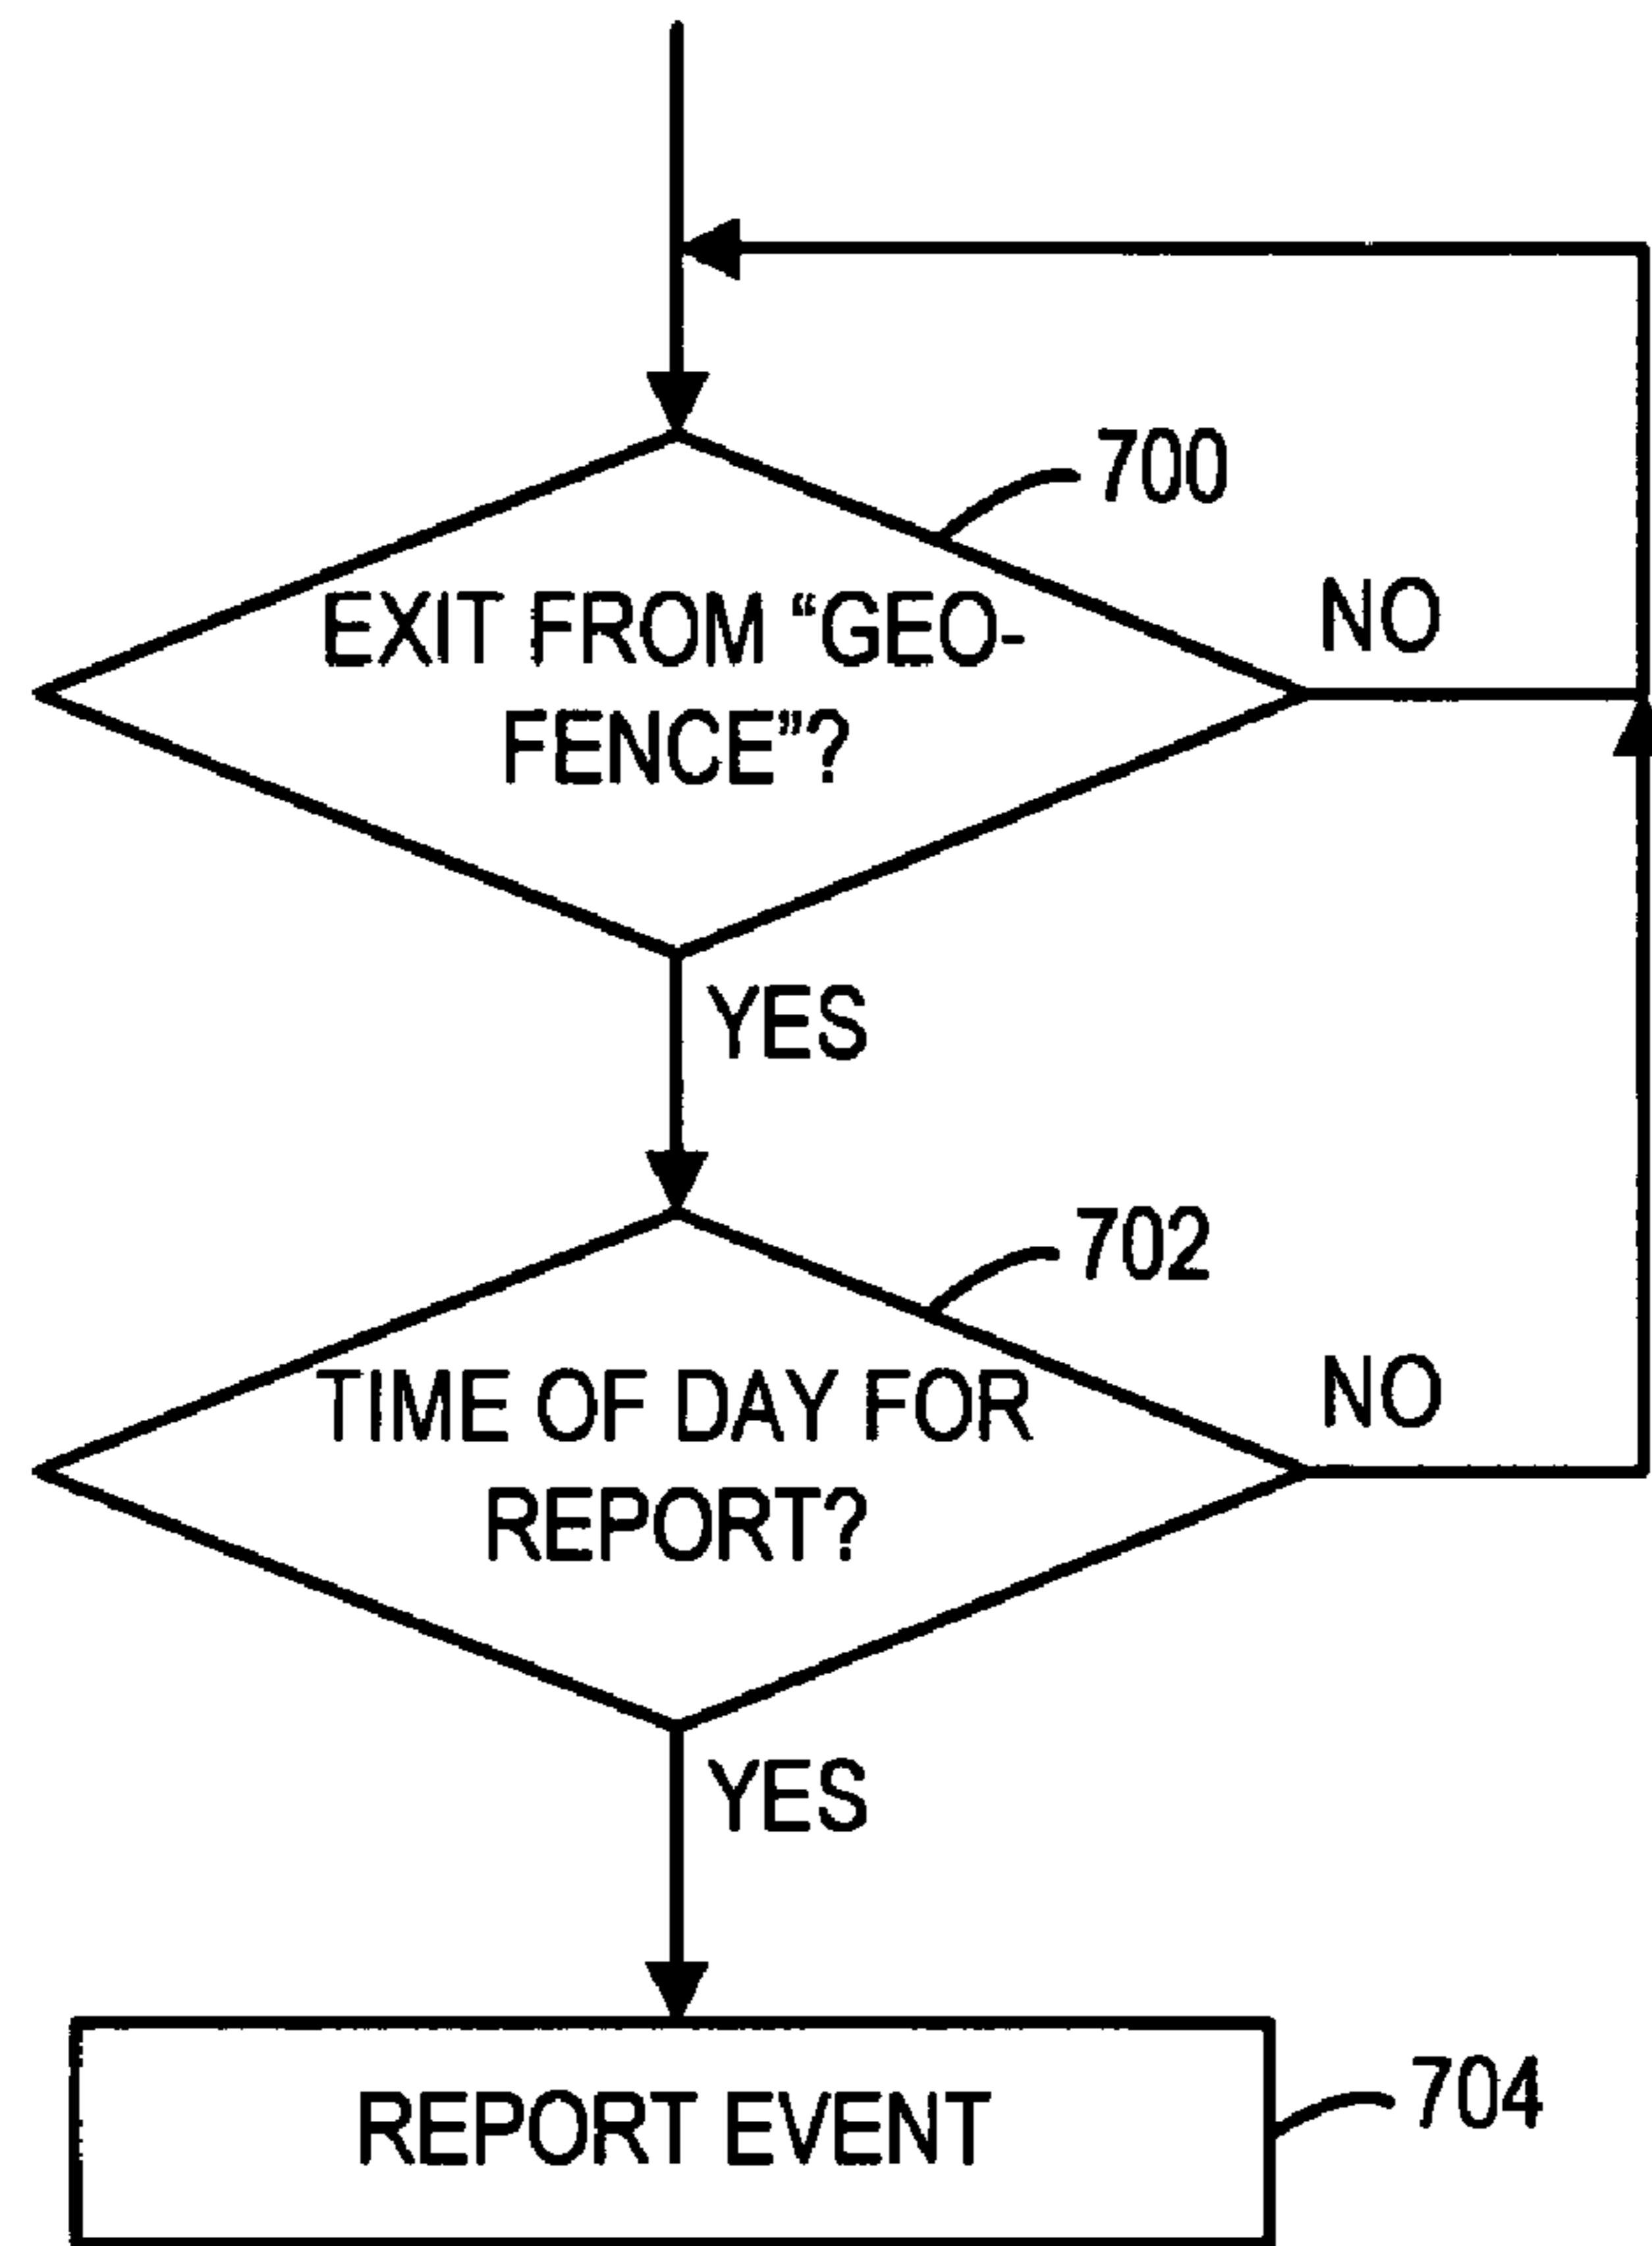 700
EXIT FROM “GEO-
FENCE”?
NO
YES
702
TIME OF DAY FOR
REPORT?
NO
YES
REPORT EVENT
704